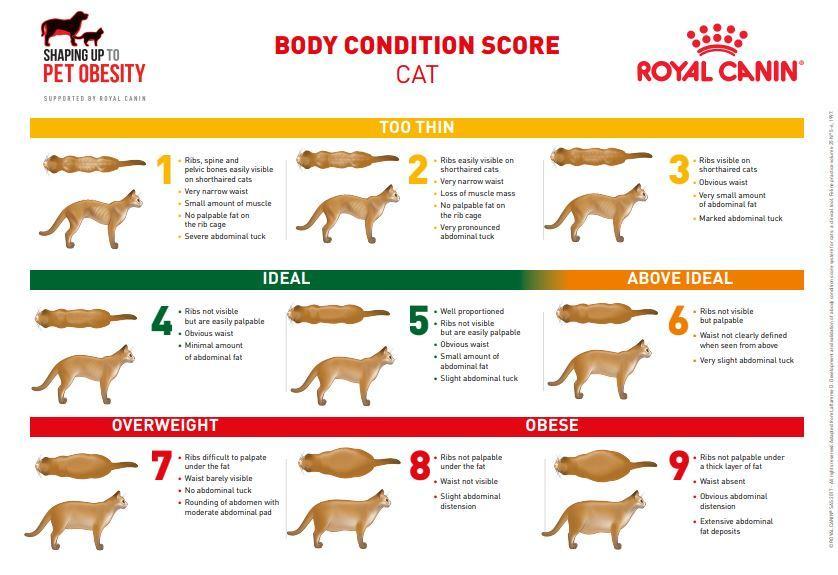 SHAPING UP TO
PET OBESITY
SUPPORTED BY ROYAL CANIN
BODY CONDITION SCORE
CAT
ROYAL CANIN®
TOO THIN
1
• Ribs, spine and
pelvic bones easily visible
on shorthaired cats
• Very narrow waist
• Small amount of muscle
• No palpable fat on
the rib cage
• Severe abdominal tuck
2
• Ribs easily visible on
shorthaired cats
• Very narrow waist
• Loss of muscle mass
• No palpable fat on
the rib cage
• Very pronounced
abdominal tuck
3
• Ribs visible on
shorthaired cats
• Obvious waist
• Very small amount
of abdominal fat
• Marked abdominal tuck
IDEAL
ABOVE IDEAL
4
• Ribs not visible
but are easily palpable
• Obvious waist
• Minimal amount
of abdominal fat
5
• Well proportioned
• Ribs not visible
but are easily palpable
• Obvious waist
• Small amount of
abdominal fat
• Slight abdominal tuck
6
• Ribs not visible
but palpable
• Waist not clearly defined
when seen from above
• Very slight abdominal tuck
OVERWEIGHT
OBESE
7
• Ribs difficult to palpate
under the fat
• Waist barely visible
• No abdominal tuck
• Rounding of abdomen with
moderate abdominal pad
8
• Ribs not palpable
under the fat
• Waist not visible
• Slight abdominal
distension
9
• Ribs not palpable under
a thick layer of fat
• Waist absent
• Obvious abdominal
distension
• Extensive abdominal
fat deposits